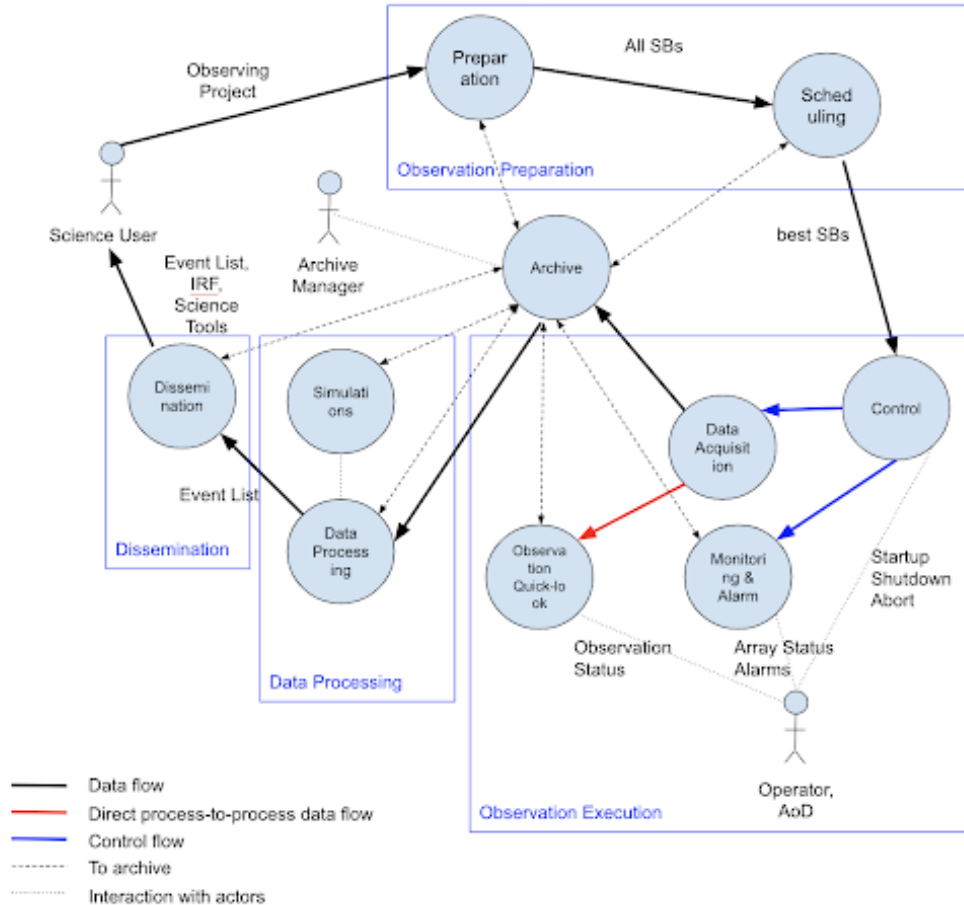 Prepar
ation
All SBs
Sched
uling
Observing
Project
Observation Preparation
Science User
best SBs
Archive
Manager
Archive
Event List,
IRF,
Science
Tools
Dissemi
nation
Simulati
ons
Control
Data
Acquisit
ion
Event List
Dissemination
Data
Process
ing
Observa
tion
Quick-lo
ok
Monitori
ng &
Alarm
Startup
Shutdown
Abort
Observation
Status
Array Status
Alarms
Data Processing
Operator,
AoD
Observation Execution
Data flow
Direct process-to-process data flow
Control flow
To archive
Interaction with actors